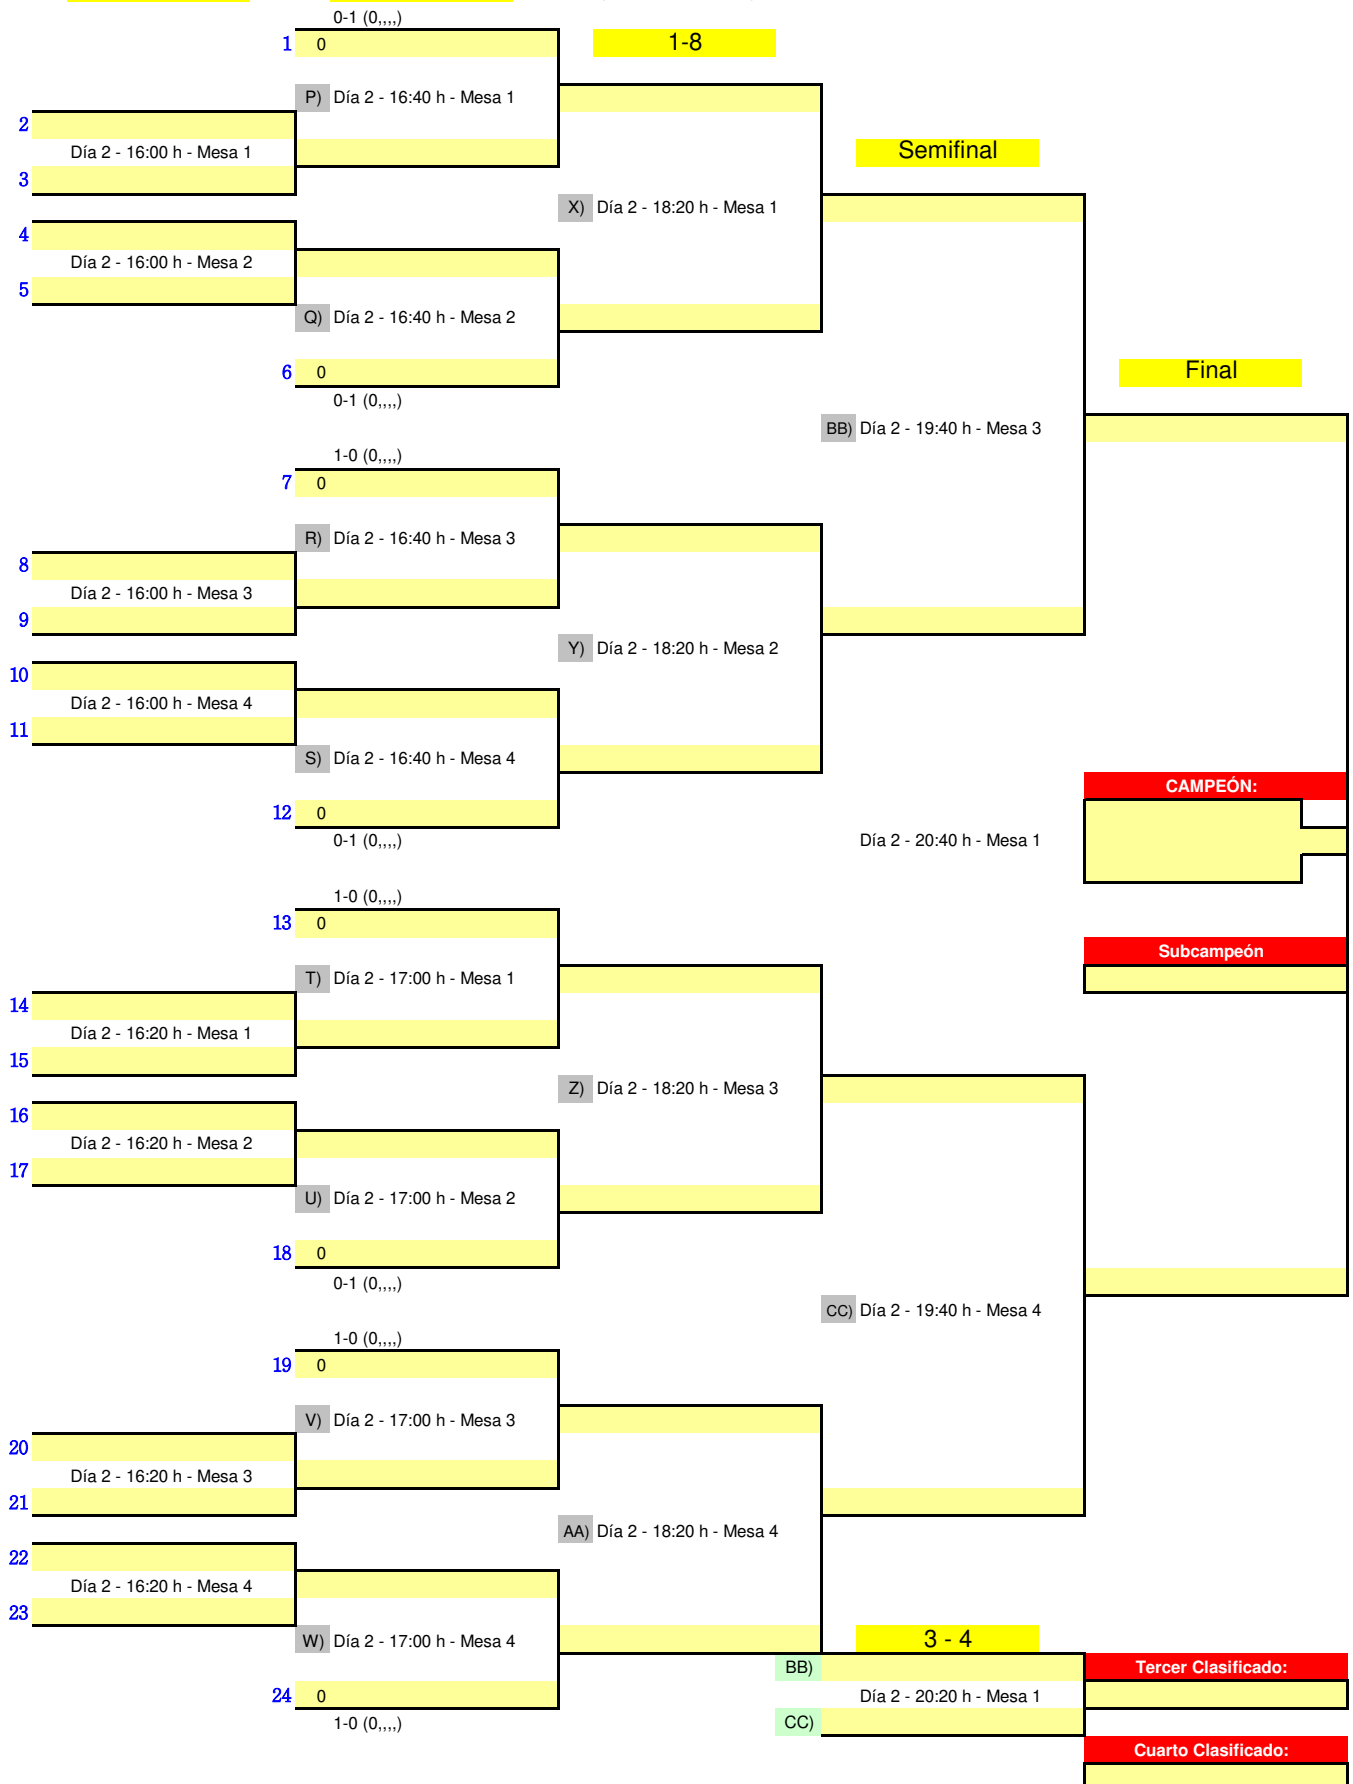 0-1 (0,,,,)
1 0
1-8
P) Día 2 - 16:40 h - Mesa 1
2
Día 2 - 16:00 h - Mesa 1
Semifinal
3
X) Día 2 - 18:20 h - Mesa 1
4
Día 2 - 16:00 h - Mesa 2
5
Q) Día 2 - 16:40 h - Mesa 2
6 0
Final
0-1 (0,,,,)
BB) Día 2 - 19:40 h - Mesa 3
1-0 (0,,,,)
7 0
R) Día 2 - 16:40 h - Mesa 3
8
Día 2 - 16:00 h - Mesa 3
9
Y) Día 2 - 18:20 h - Mesa 2
10
Día 2 - 16:00 h - Mesa 4
11
S) Día 2 - 16:40 h - Mesa 4
CAMPEÓN:
12 0
0-1 (0,,,,)
Día 2 - 20:40 h - Mesa 1
1-0 (0,,,,)
13 0
Subcampeón
T) Día 2 - 17:00 h - Mesa 1
14
Día 2 - 16:20 h - Mesa 1
15
Z) Día 2 - 18:20 h - Mesa 3
16
Día 2 - 16:20 h - Mesa 2
17
U) Día 2 - 17:00 h - Mesa 2
18 0
0-1 (0,,,,)
CC) Día 2 - 19:40 h - Mesa 4
1-0 (0,,,,)
19 0
V) Día 2 - 17:00 h - Mesa 3
20
Día 2 - 16:20 h - Mesa 3
21
AA) Día 2 - 18:20 h - Mesa 4
22
Día 2 - 16:20 h - Mesa 4
23
W) Día 2 - 17:00 h - Mesa 4
3 - 4
BB)
Tercer Clasificado:
24 0
Día 2 - 20:20 h - Mesa 1
1-0 (0,,,,)
CC)
Cuarto Clasificado: